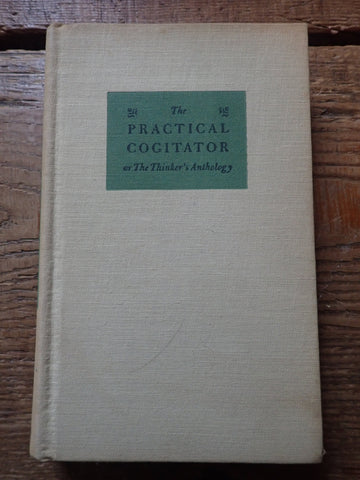 The
PRACTICAL
COGITATOR
or The Thinker's Anthology